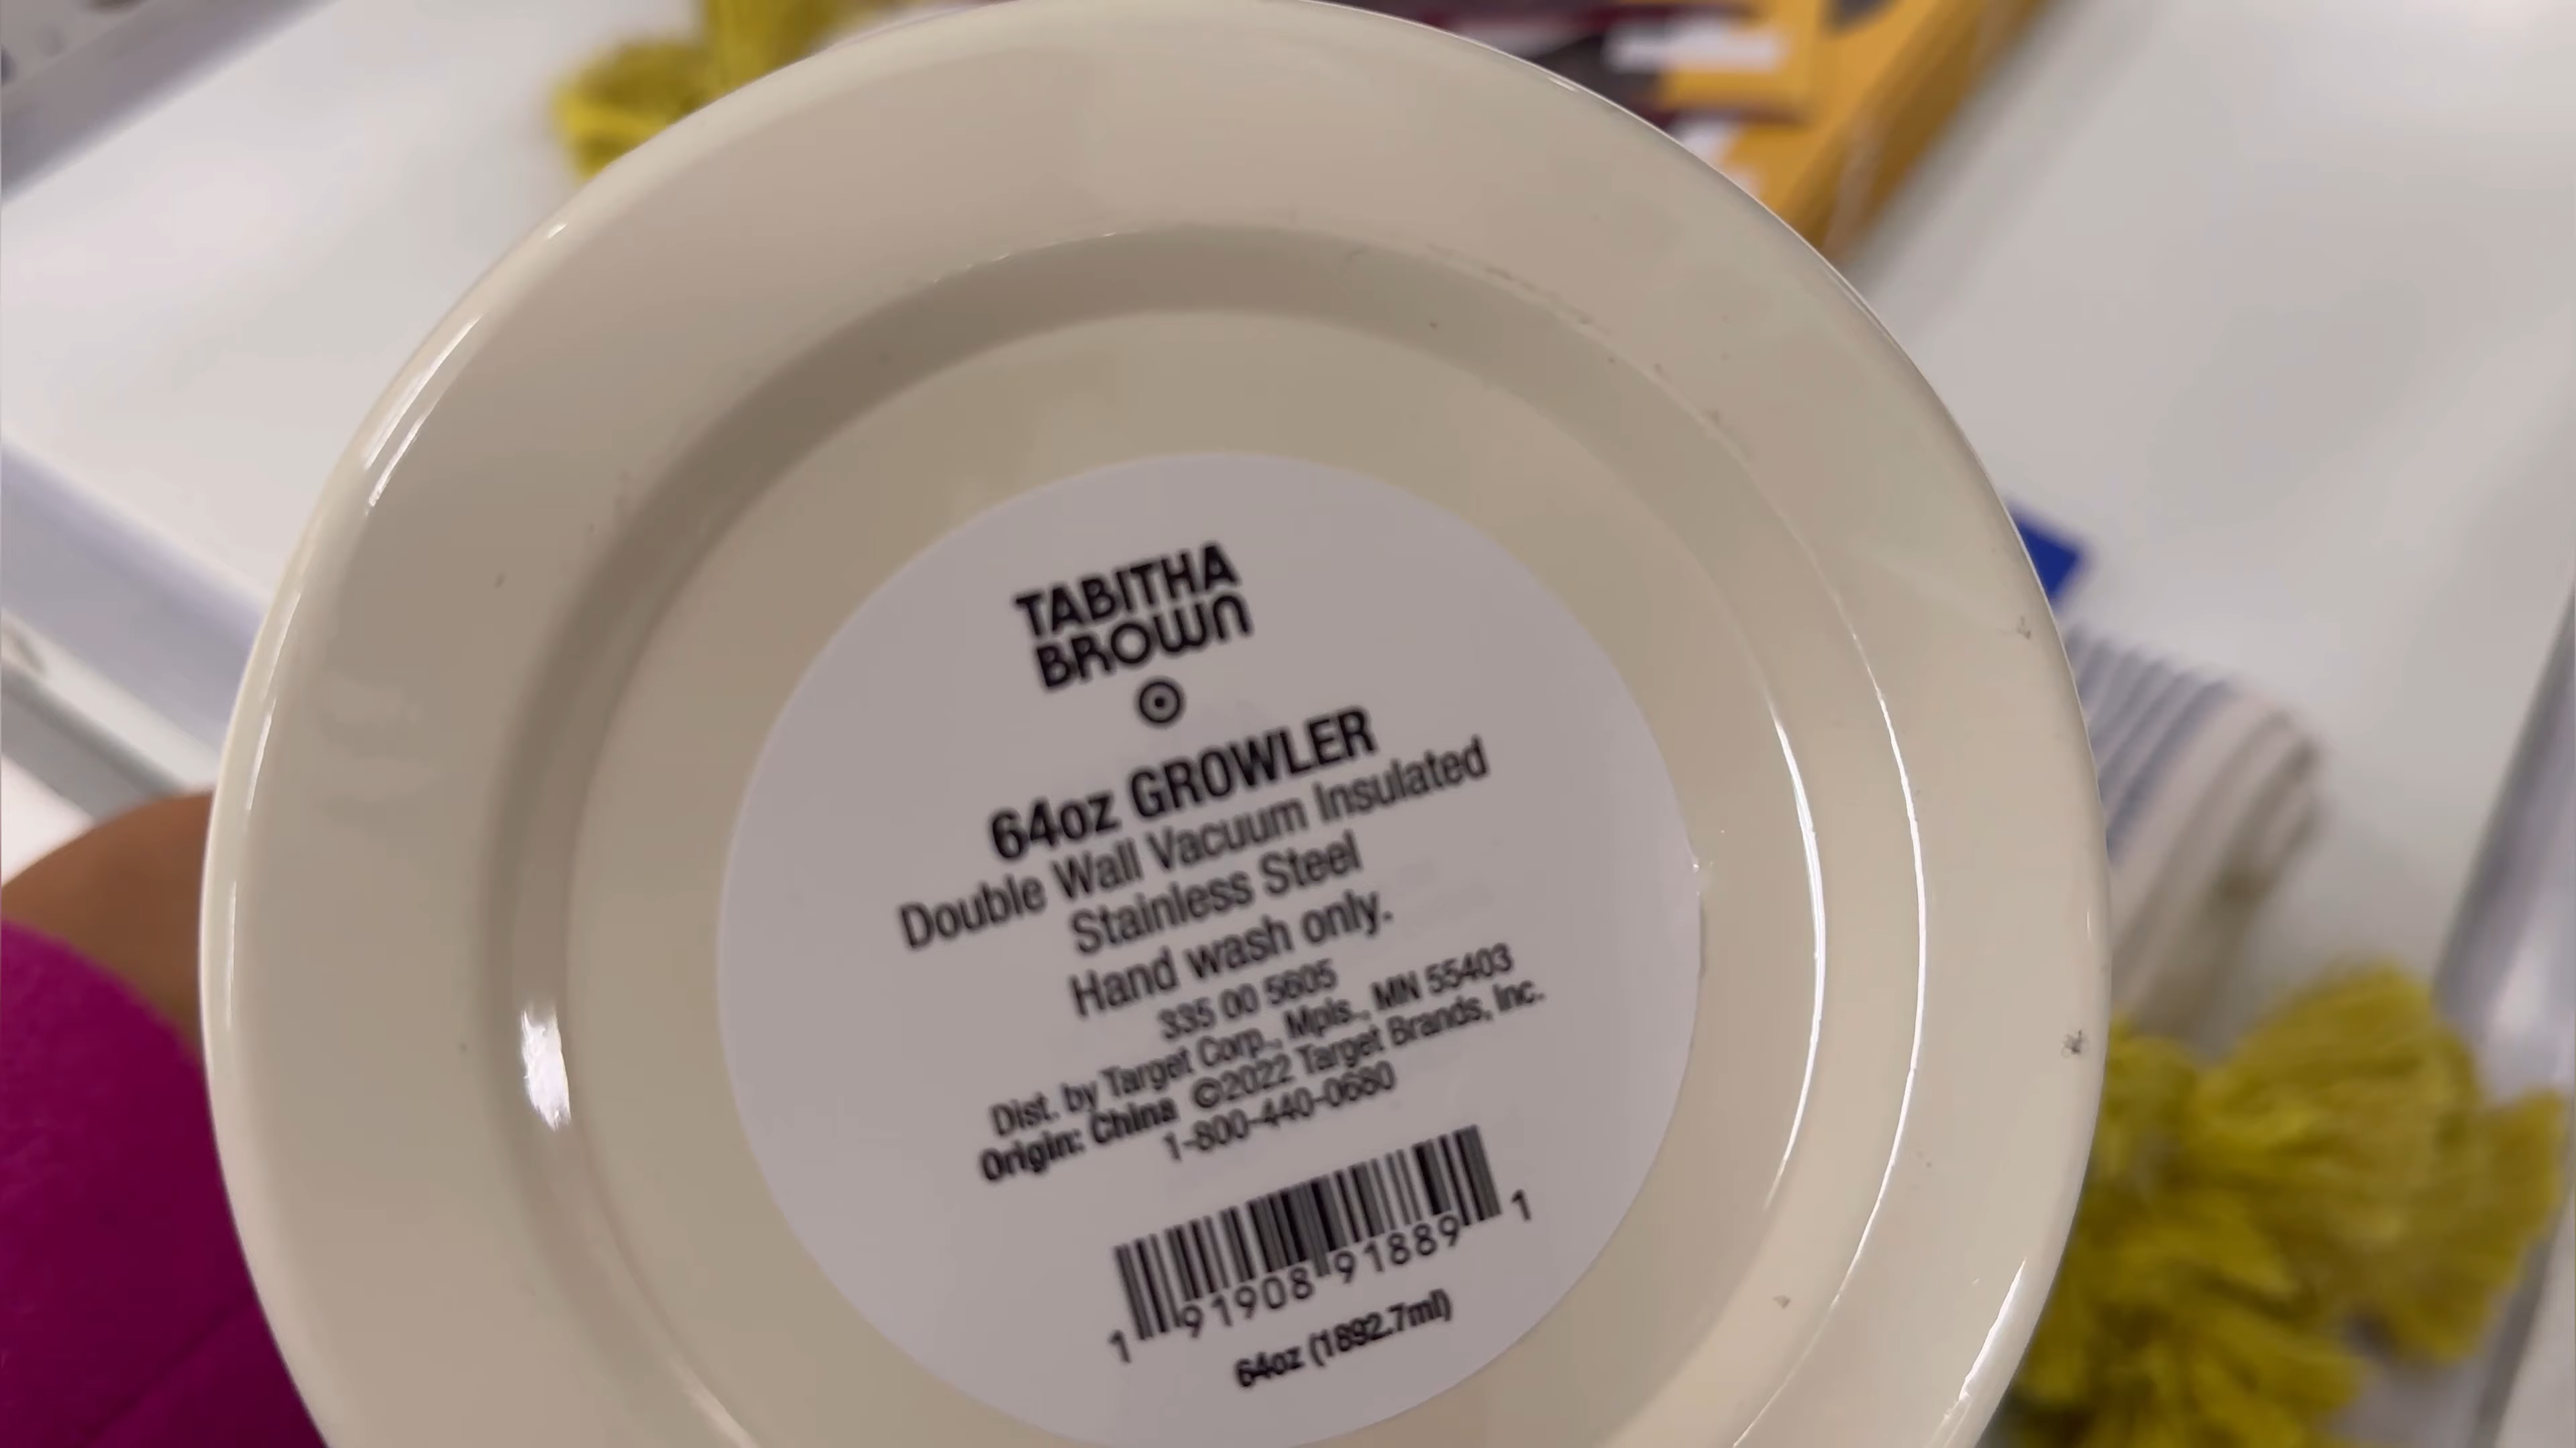 TABITHA
BROWN
64oz GROWLER
Double Wall Vacuum Insulated
Stainless Steel
Hand wash only.
335 00 5605
Dist. by Target Corp., Mpls., MN 55403
Origin: China ©2022 Target Brands, Inc.
1-800-440-0680
1 91908 91889 1
64oz (1892.7ml)